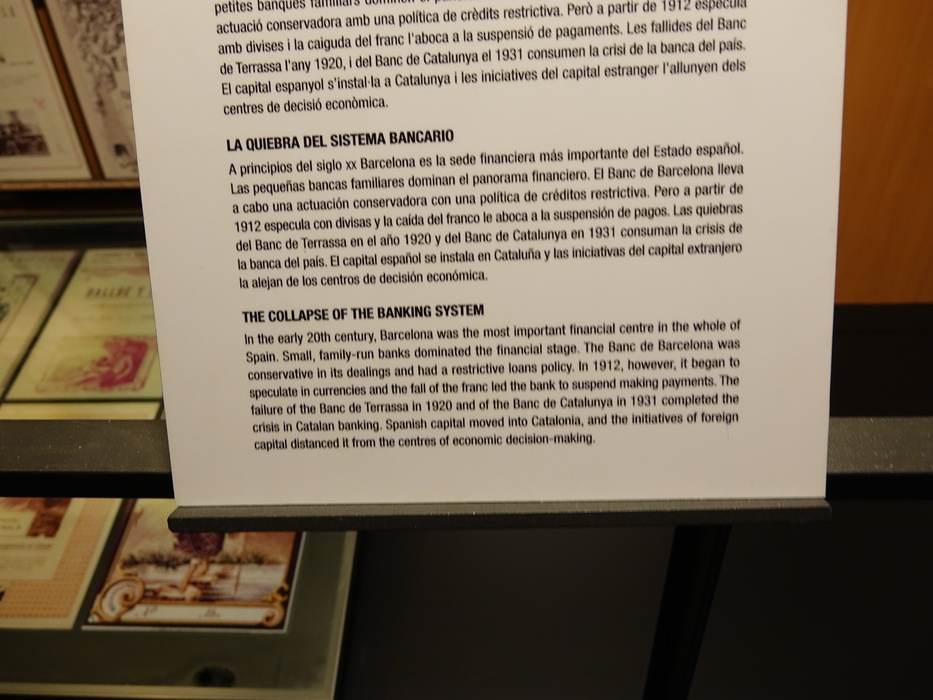 petites banques familiars dominen el
actuació conservadora amb una política de crèdits restrictiva. Però a partir de 1912 especula
amb divises i la caiguda del franc l'aboca a la suspensió de pagaments. Les fallides del Banc
de Terrassa l'any 1920, i del Banc de Catalunya el 1931 consumen la crisi de la banca del país.
El capital espanyol s'instal·la a Catalunya i les iniciatives del capital estranger l'allunyen dels
centres de decisió econòmica.
LA QUIEBRA DEL SISTEMA BANCARIO
A principios del siglo XX Barcelona es la sede financiera más importante del Estado español.
Las pequeñas bancas familiares dominan el panorama financiero. El Banc de Barcelona lleva
a cabo una actuación conservadora con una política de créditos restrictiva. Pero a partir de
1912 especula con divisas y la caída del franco le aboca a la suspensión de pagos. Las quiebras
del Banc de Terrassa en el año 1920 y del Banc de Catalunya en 1931 consuman la crisis de
la banca del país. El capital español se instala en Cataluña y las iniciativas del capital extranjero
la alejan de los centros de decisión económica.
THE COLLAPSE OF THE BANKING SYSTEM
In the early 20th century, Barcelona was the most important financial centre in the whole of
Spain. Small, family-run banks dominated the financial stage. The Banc de Barcelona was
conservative in its dealings and had a restrictive loans policy. In 1912, however, it began to
speculate in currencies and the fall of the franc led the bank to suspend making payments. The
failure of the Banc de Terrassa in 1920 and of the Banc de Catalunya in 1931 completed the
crisis in Catalan banking. Spanish capital moved into Catalonia, and the initiatives of foreign
capital distanced it from the centres of economic decision-making.